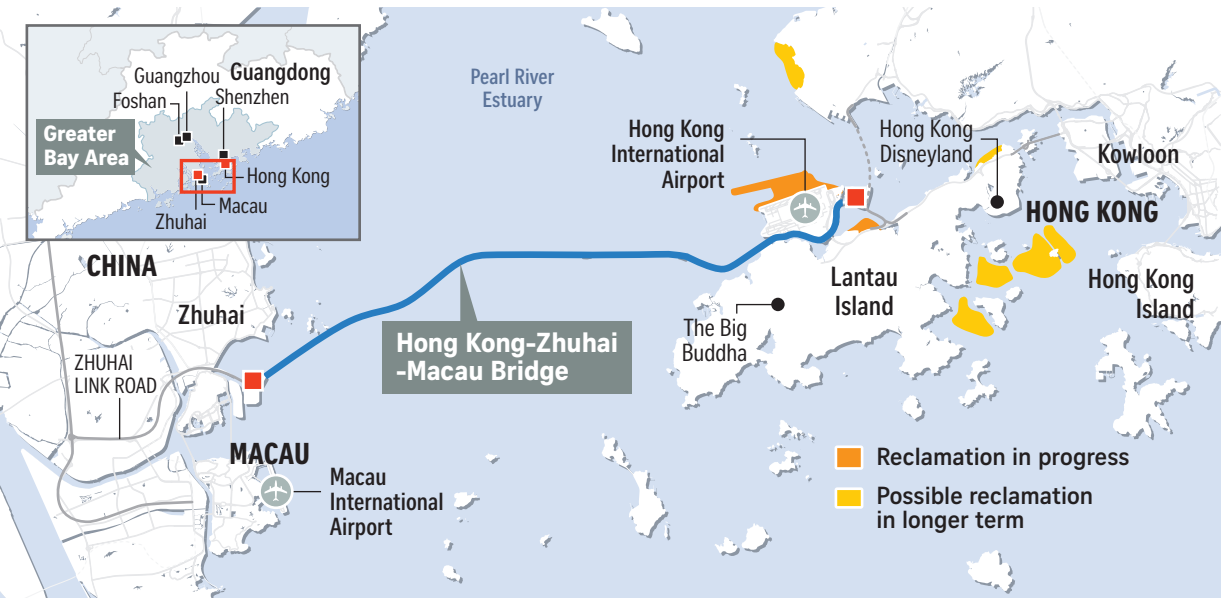 Guangzhou
Guangdong
Foshan
Shenzhen
Greater
Bay Area
Hong Kong
Macau
Zhuhai
Pearl River
Estuary
Hong Kong
International
Airport
Hong Kong
Disneyland
Kowloon
HONG KONG
CHINA
Zhuhai
Lantau
Island
Hong Kong
Island
The Big
Buddha
Hong Kong-Zhuhai
-Macau Bridge
ZHUHAI
LINK ROAD
MACAU
Macau
International
Airport
Reclamation in progress
Possible reclamation
in longer term